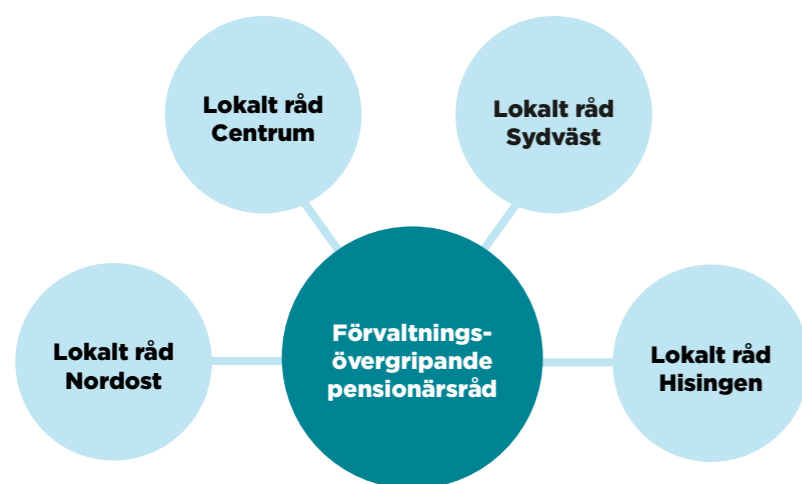 Lokalt råd
Centrum
Lokalt råd
Sydväst
Lokalt råd
Nordost
Förvaltnings-
övergripande
pensionärsråd
Lokalt råd
Hisingen